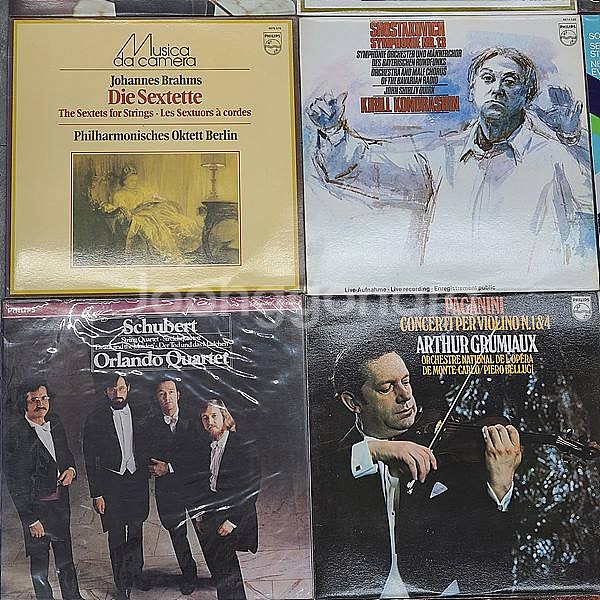 Musica
da camera
PHILIPS
Johannes Brahms
Die Sextette
The Sextets for Strings · Les Sextuors à cordes
Philharmonisches Oktett Berlin
PHILIPS
SHOSTAKOVICH
SYMPHONIE NR. 13
SYMPHONIE ORCHESTER UND MÄNNERCHOR
DES BAYERISCHEN RUNDFUNKS
ORCHESTRA AND MALE CHORUS
OF THE BAVARIAN RADIO
JOHN SHIRLEY QUIRK
KIRILL KONDRASHIN
Live-Aufnahme · Live recording · Enregistrement public
joonggonara
PHILIPS
Schubert
String Quartet
Orlando Quartet
PHILIPS
PAGANINI
CONCERTI PER VIOLINO N. 1 & 4
ARTHUR GRUMIAUX
ORCHESTRE NATIONAL DE L'OPÉRA
DE MONTE-CARLO/PIERO BELLUGI